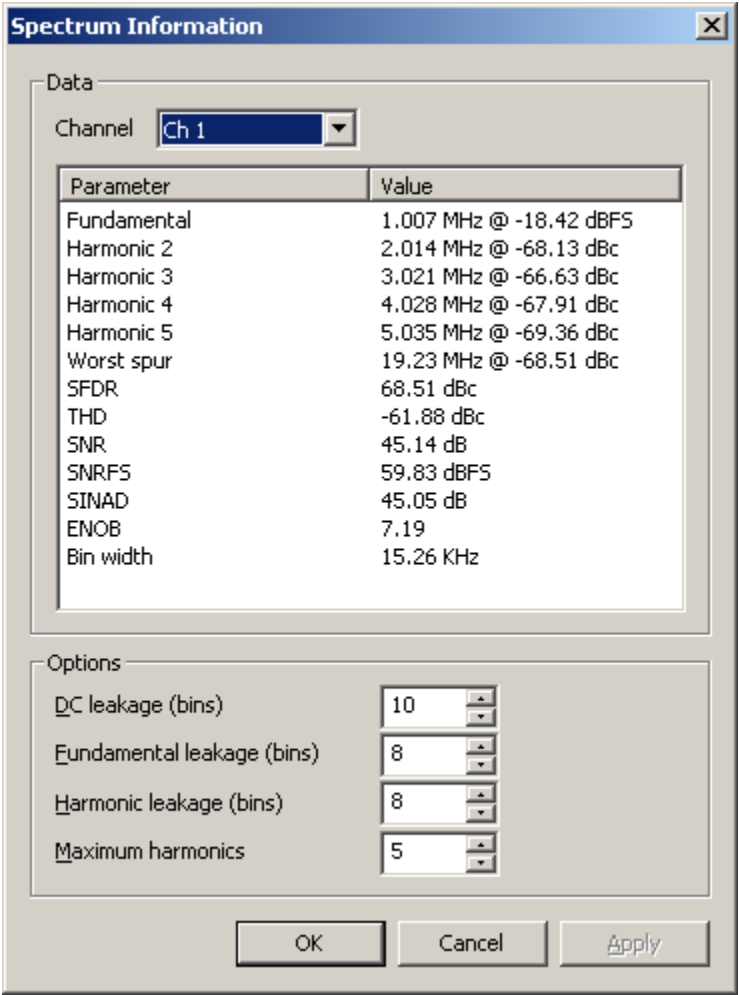 Spectrum Information
Data
Channel Ch 1
Parameter Value
Fundamental 1.007 MHz @ -18.42 dBFS
Harmonic 2 2.014 MHz @ -68.13 dBc
Harmonic 3 3.021 MHz @ -66.63 dBc
Harmonic 4 4.028 MHz @ -67.91 dBc
Harmonic 5 5.035 MHz @ -69.36 dBc
Worst spur 19.23 MHz @ -68.51 dBc
SFDR 68.51 dBc
THD -61.88 dBc
SNR 45.14 dB
SNRFS 59.83 dBFS
SINAD 45.05 dB
ENOB 7.19
Bin width 15.26 KHz
Options
DC leakage (bins) 10
Fundamental leakage (bins) 8
Harmonic leakage (bins) 8
Maximum harmonics 5
OK Cancel Apply